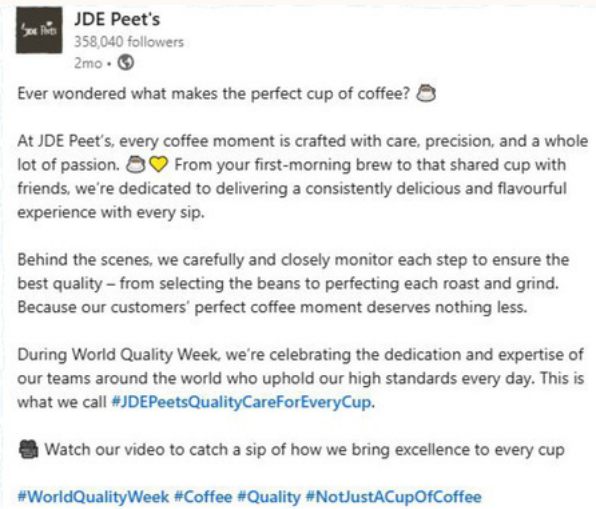 JDE Peet's
JDE Peet's
358,040 followers
2mo •
Ever wondered what makes the perfect cup of coffee? ☕
At JDE Peet's, every coffee moment is crafted with care, precision, and a whole
lot of passion. ☕💛 From your first-morning brew to that shared cup with
friends, we're dedicated to delivering a consistently delicious and flavourful
experience with every sip.
Behind the scenes, we carefully and closely monitor each step to ensure the
best quality – from selecting the beans to perfecting each roast and grind.
Because our customers' perfect coffee moment deserves nothing less.
During World Quality Week, we're celebrating the dedication and expertise of
our teams around the world who uphold our high standards every day. This is
what we call #JDEPeetsQualityCareForEveryCup.
🎥 Watch our video to catch a sip of how we bring excellence to every cup
#WorldQualityWeek #Coffee #Quality #NotJustACupOfCoffee